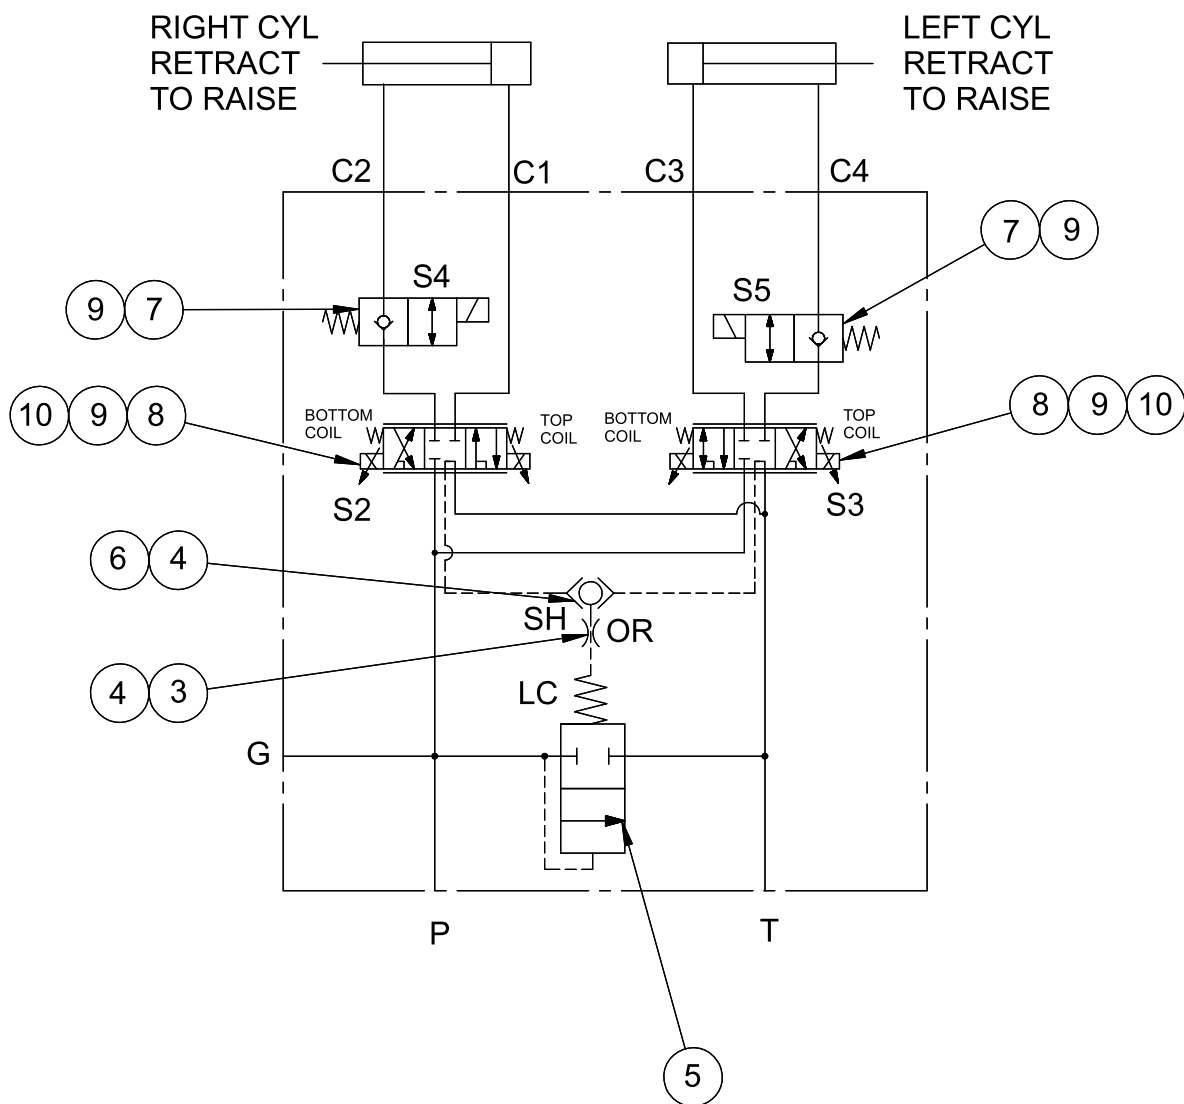 RIGHT CYL
RETRACT
TO RAISE
LEFT CYL
RETRACT
TO RAISE
C2
C1
C3
C4
7 9
S4
S5
9 7
10 9 8
BOTTOM
COIL
TOP
COIL
BOTTOM
COIL
TOP
COIL
8 9 10
S2
S3
6 4
SH
OR
4 3
LC
G
P
T
5